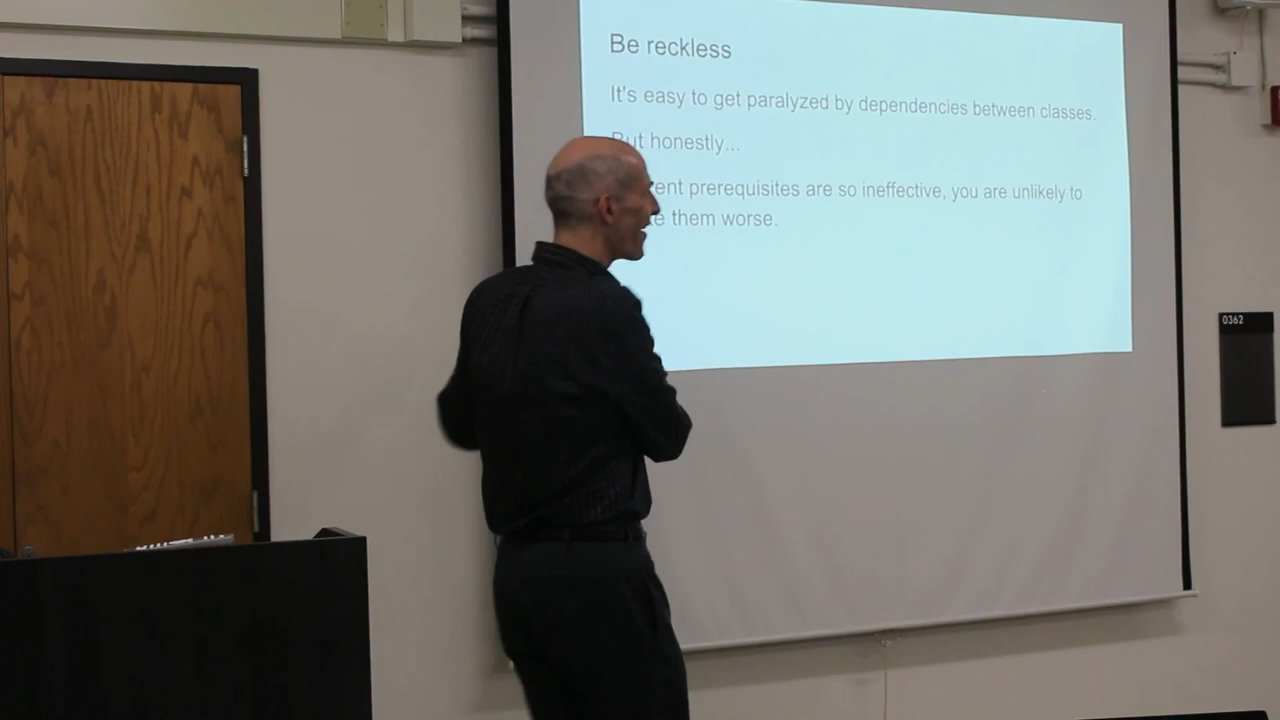 Be reckless
It's easy to get paralyzed by dependencies between classes.
But honestly...
prerequisites are so ineffective, you are unlikely to
them worse.
0362